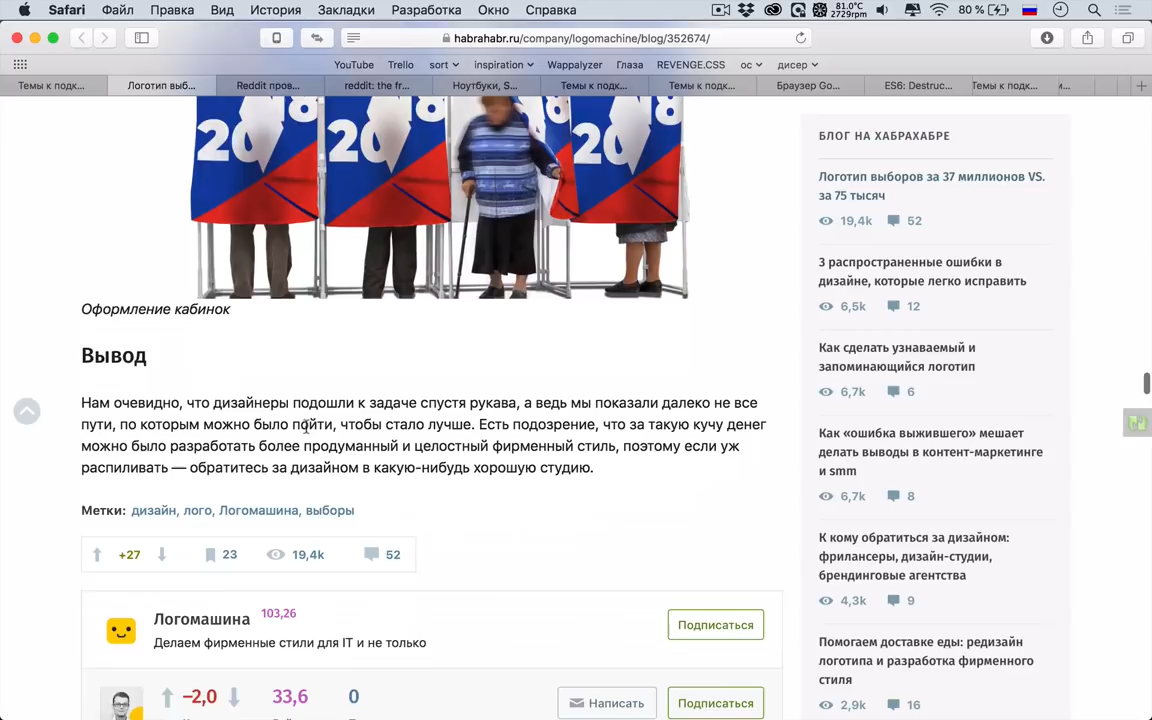 Safari Файл Правка Вид История Закладки Разработка Окно Справка 81.0°C 2729rpm 80 %
habrahabr.ru/company/logomachine/blog/352674/
YouTube Trello sort inspiration Wappalyzer Глаза REVENGE.CSS ос дисер
Темы к подк... Логотип выб... Reddit пров... reddit: the fr... Ноутбуки, S... Темы к подк... Темы к подк... Браузер Go... ES6: Destruc... Темы к подк... и...
2018 2018 2018
Оформление кабинок
Вывод
Нам очевидно, что дизайнеры подошли к задаче спустя рукава, а ведь мы показали далеко не все
пути, по которым можно было пойти, чтобы стало лучше. Есть подозрение, что за такую кучу денег
можно было разработать более продуманный и целостный фирменный стиль, поэтому если уж
распиливать — обратитесь за дизайном в какую-нибудь хорошую студию.
Метки: дизайн, лого, Логомашина, выборы
+27 23 19,4k 52
Логомашина 103,26
Делаем фирменные стили для IT и не только
Подписаться
−2,0 33,6 0
Написать Подписаться
БЛОГ НА ХАБРАХАБРЕ
Логотип выборов за 37 миллионов VS.
за 75 тысяч
19,4k 52
3 распространенные ошибки в
дизайне, которые легко исправить
6,5k 12
Как сделать узнаваемый и
запоминающийся логотип
6,7k 6
Как «ошибка выжившего» мешает
делать выводы в контент-маркетинге
и smm
6,7k 8
К кому обратиться за дизайном:
фрилансеры, дизайн-студии,
брендинговые агентства
4,3k 9
Помогаем доставке еды: редизайн
логотипа и разработка фирменного
стиля
2,9k 16